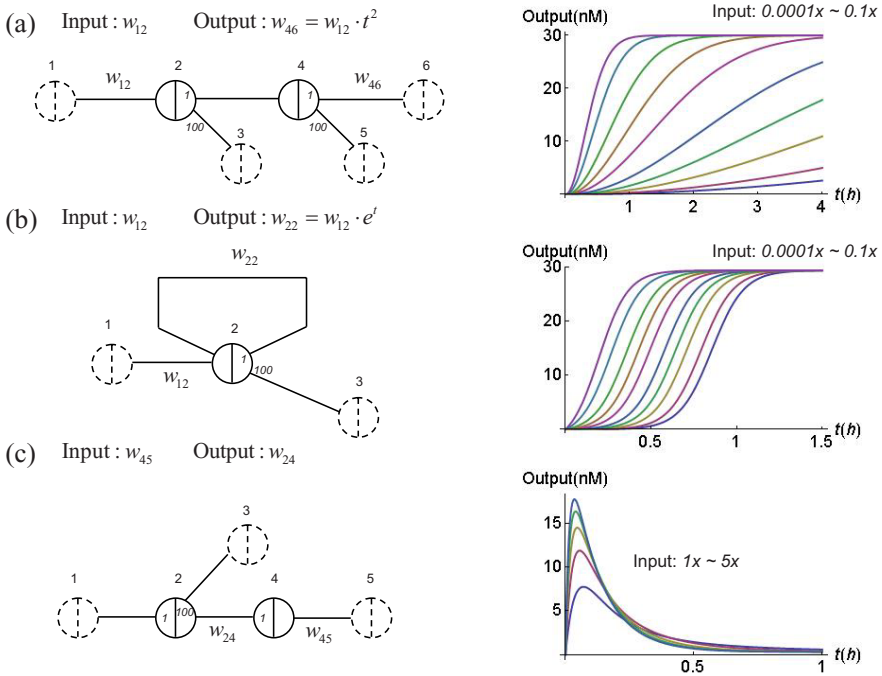 (a) Input : w₁₂ Output : w₄₆ = w₁₂ · t²
1 w₁₂ 2 4 w₄₆ 6
1 1
100 100
3 5
Output(nM) Input: 0.0001x ~ 0.1x
30
20
10
1 2 3 4 t(h)
(b) Input : w₁₂ Output : w₂₂ = w₁₂ · eᵗ
w₂₂
1 2
1
100
w₁₂
3
Output(nM) Input: 0.0001x ~ 0.1x
30
20
10
0.5 1 1.5 t(h)
(c) Input : w₄₅ Output : w₂₄
3
1 2 4 5
1 100
w₂₄ w₄₅
Output(nM)
15
Input: 1x ~ 5x
10
5
0.5 1 t(h)